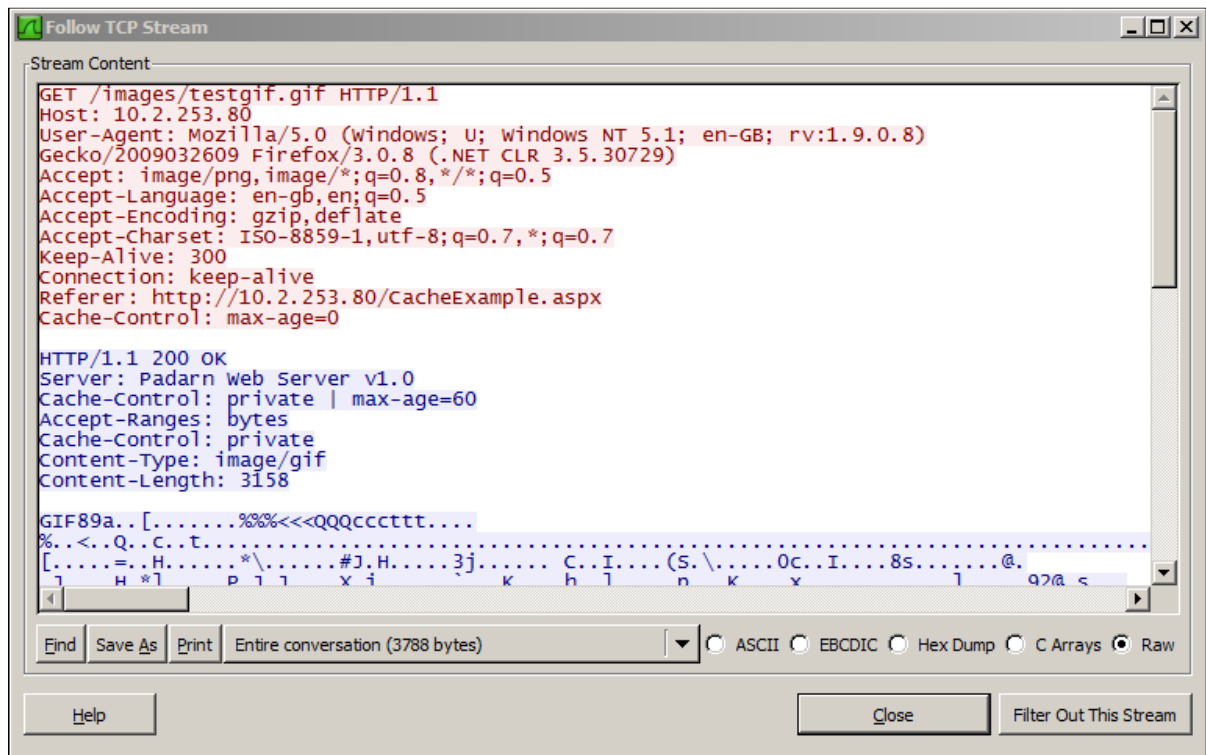 Follow TCP Stream
Stream Content
GET /images/testgif.gif HTTP/1.1
Host: 10.2.253.80
User-Agent: Mozilla/5.0 (Windows; U; Windows NT 5.1; en-GB; rv:1.9.0.8)
Gecko/2009032609 Firefox/3.0.8 (.NET CLR 3.5.30729)
Accept: image/png,image/*;q=0.8,*/*;q=0.5
Accept-Language: en-gb,en;q=0.5
Accept-Encoding: gzip,deflate
Accept-Charset: ISO-8859-1,utf-8;q=0.7,*;q=0.7
Keep-Alive: 300
Connection: keep-alive
Referer: http://10.2.253.80/CacheExample.aspx
Cache-Control: max-age=0
HTTP/1.1 200 OK
Server: Padarn Web Server v1.0
Cache-Control: private | max-age=60
Accept-Ranges: bytes
Cache-Control: private
Content-Type: image/gif
Content-Length: 3158
GIF89a..[.......%%%<<<QQQcccttt....
%..<..Q..c..t.......................................................................
[.....=..H......*\......#J.H.....3j...... C..I....(S.\.....0c..I....8s.......@.
Find Save As Print Entire conversation (3788 bytes) ASCII EBCDIC Hex Dump C Arrays Raw
Help Close Filter Out This Stream